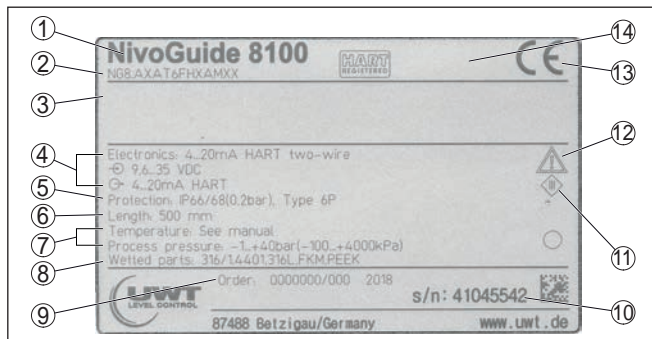 1 NivoGuide 8100 HART REGISTERED 14 CE 13
2 NG8.AXAT6FHXAMXX
3
4 Electronics: 4...20mA HART two-wire 12
9,6...35 VDC
4...20mA HART
5 Protection: IP66/68(0,2bar), Type 6P
6 Length: 500 mm
7 Temperature: See manual 11
Process pressure: -1...+40bar(-100...+4000kPa)
8 Wetted parts: 316/1.4401,316L,FKM,PEEK
9 Order: 0000000/000 2018
UWT LEVEL CONTROL s/n: 41045542 10
87488 Betzigau/Germany www.uwt.de